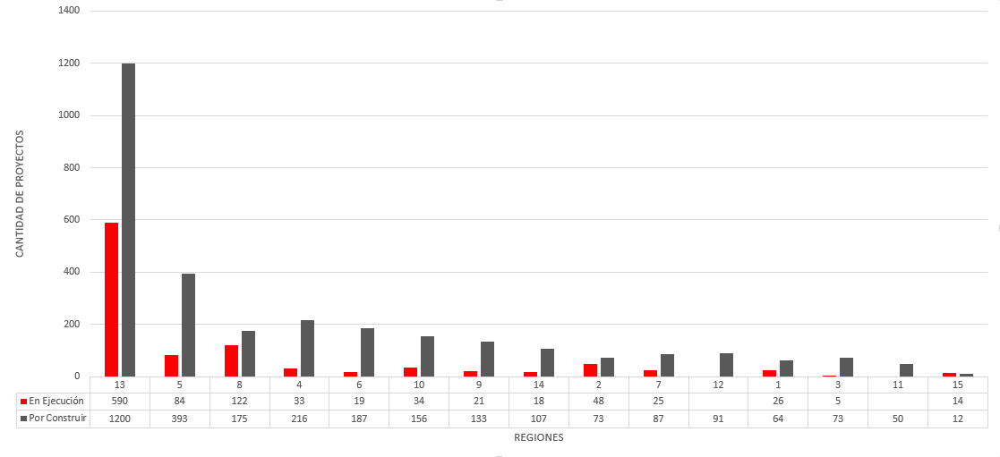 1400
1200
1000
800
600
400
200
0
CANTIDAD DE PROYECTOS
13 5 8 4 6 10 9 14 2 7 12 1 3 11 15
En Ejecución 590 84 122 33 19 34 21 18 48 25 26 5 14
Por Construir 1200 393 175 216 187 156 133 107 73 87 91 64 73 50 12
REGIONES